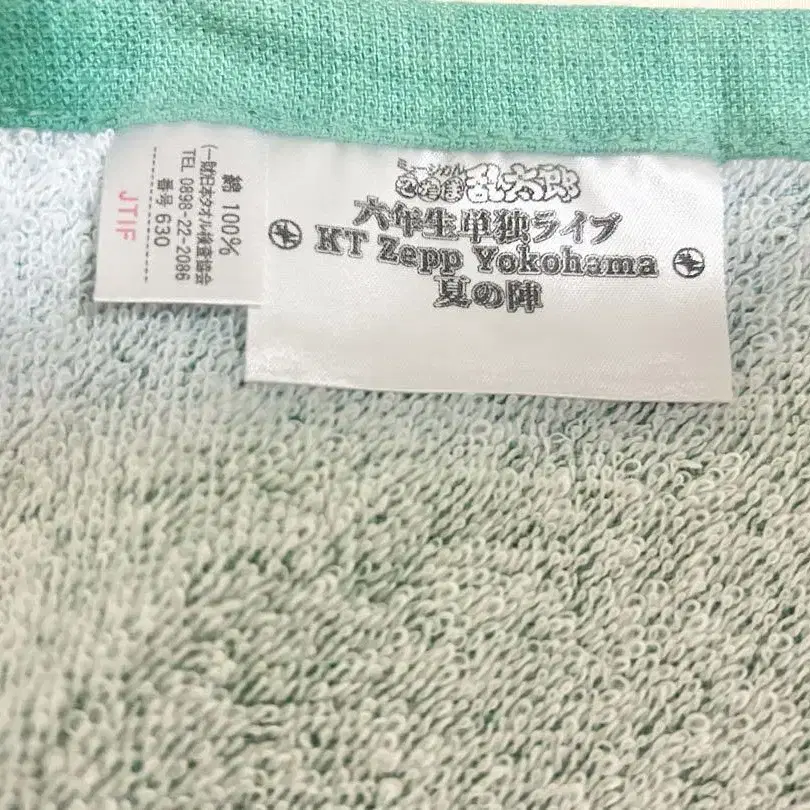 綿 100%
(一財)日本タオル検査協会
TEL 0898-22-2086
番号 630
JTIF
ミュージカル
忍たま乱太郎
六年生単独ライブ
KT Zepp Yokohama
夏の陣